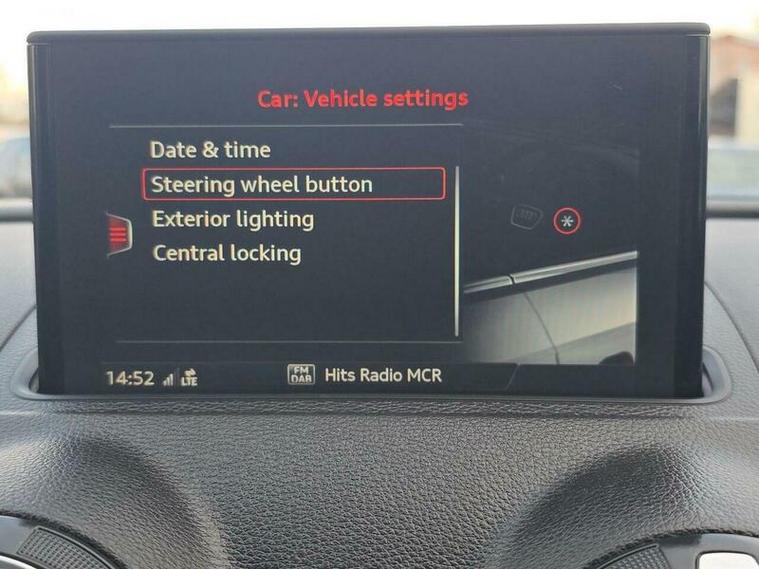 Car: Vehicle settings
Date & time
Steering wheel button
Exterior lighting
Central locking
14:52 LTE FM DAB Hits Radio MCR